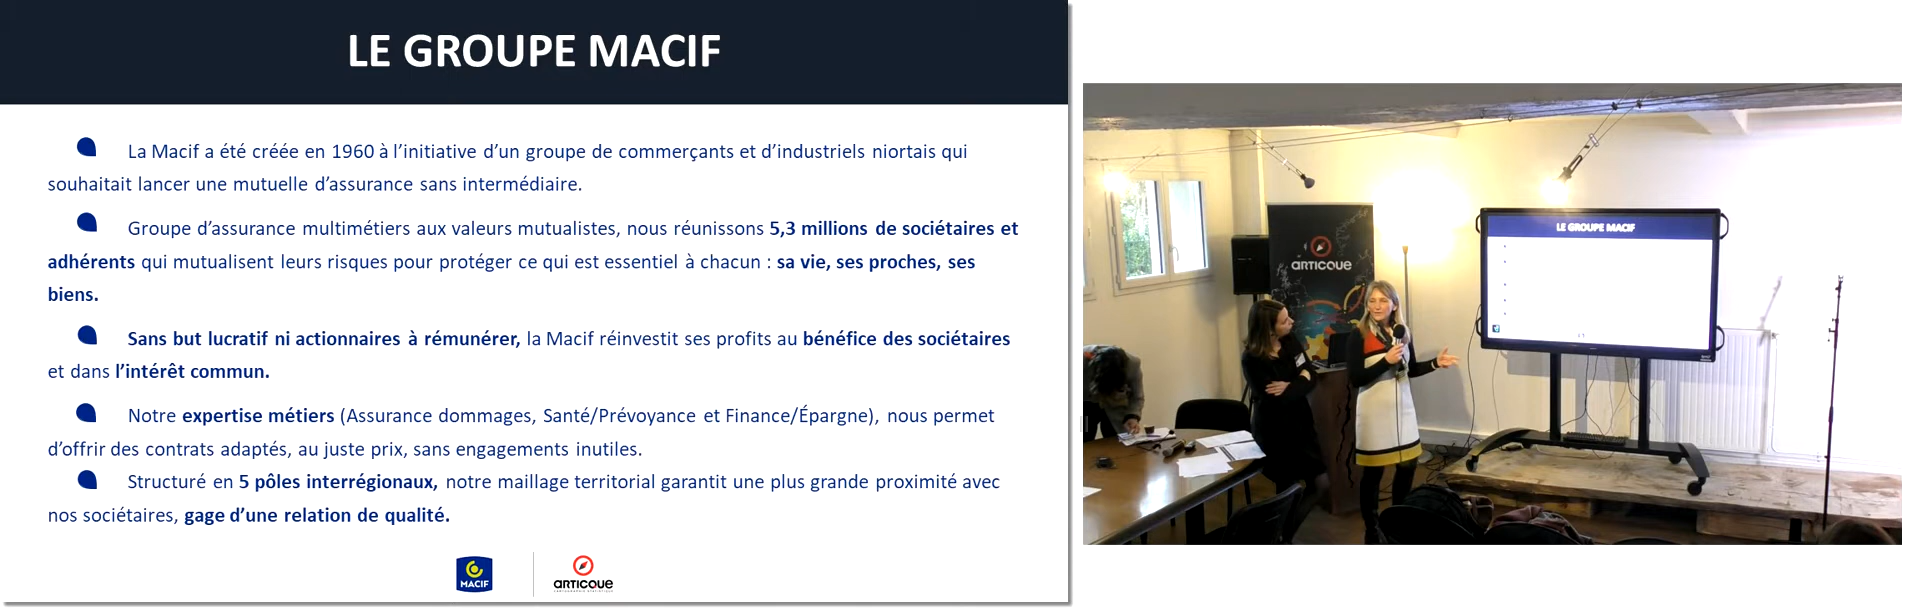 LE GROUPE MACIF
La Macif a été créée en 1960 à l’initiative d’un groupe de commerçants et d’industriels niortais qui
souhaitait lancer une mutuelle d’assurance sans intermédiaire.
Groupe d’assurance multimétiers aux valeurs mutualistes, nous réunissons 5,3 millions de sociétaires et
adhérents qui mutualisent leurs risques pour protéger ce qui est essentiel à chacun : sa vie, ses proches, ses
biens.
Sans but lucratif ni actionnaires à rémunérer, la Macif réinvestit ses profits au bénéfice des sociétaires
et dans l’intérêt commun.
Notre expertise métiers (Assurance dommages, Santé/Prévoyance et Finance/Épargne), nous permet
d’offrir des contrats adaptés, au juste prix, sans engagements inutiles.
Structuré en 5 pôles interrégionaux, notre maillage territorial garantit une plus grande proximité avec
nos sociétaires, gage d’une relation de qualité.
MACIF
ARTICQUE
ARTICQUE
LE GROUPE MACIF